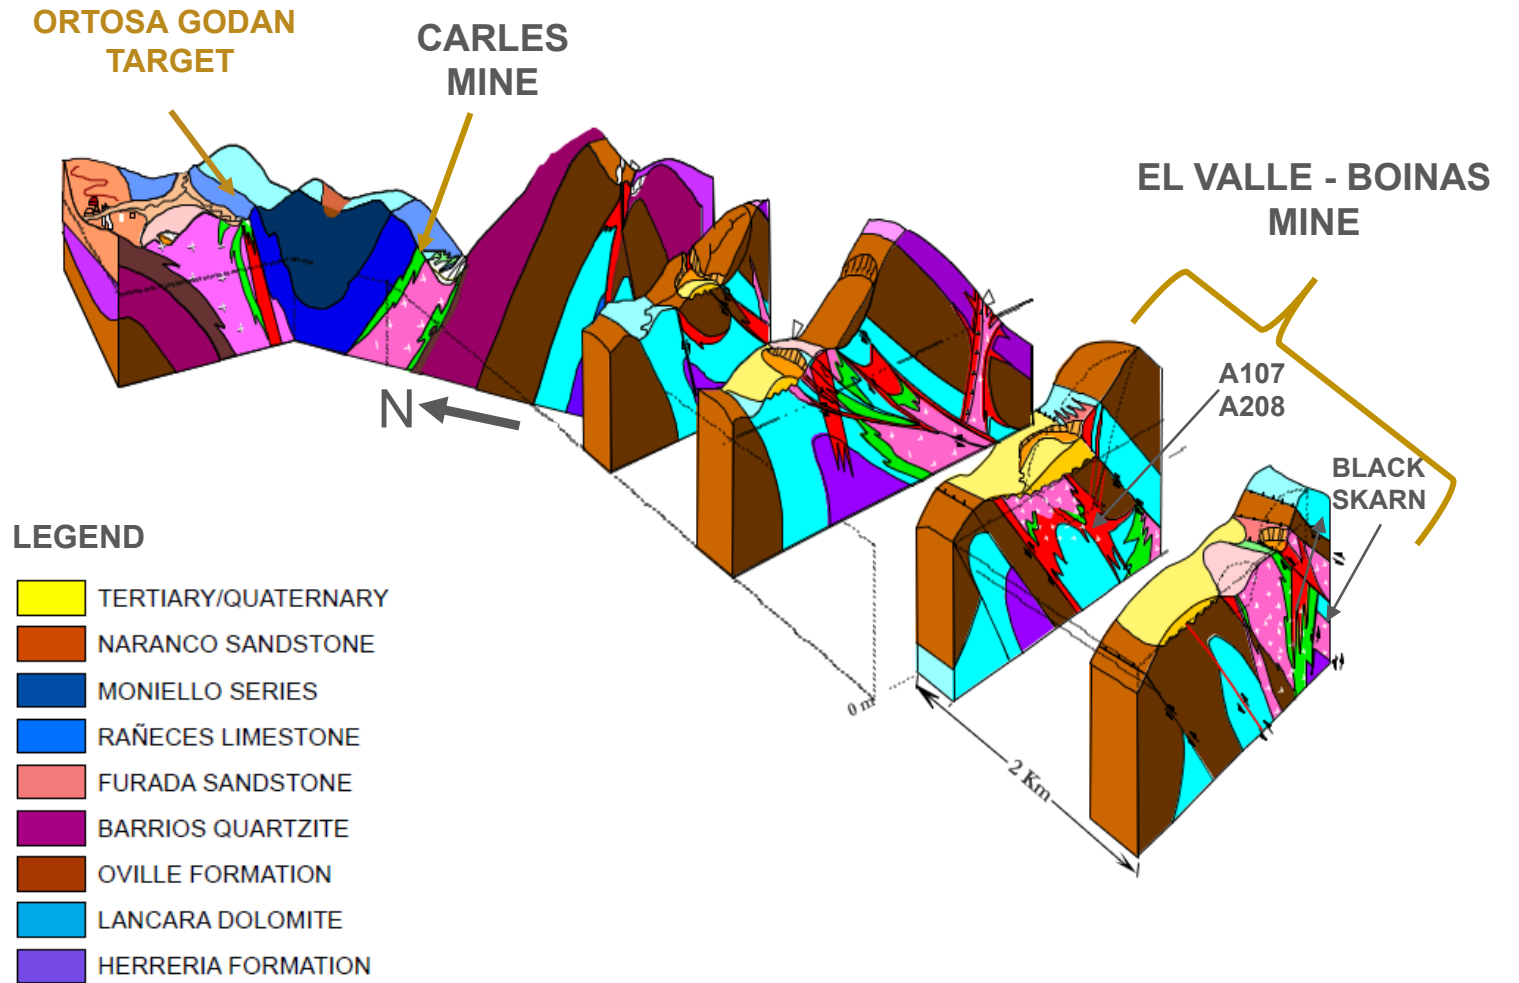 ORTOSA GODAN
TARGET
CARLES
MINE
EL VALLE - BOINAS
MINE
A107
A208
BLACK
SKARN
N
0 m
2 Km
LEGEND
TERTIARY/QUATERNARY
NARANCO SANDSTONE
MONIELLO SERIES
RAÑECES LIMESTONE
FURADA SANDSTONE
BARRIOS QUARTZITE
OVILLE FORMATION
LANCARA DOLOMITE
HERRERIA FORMATION